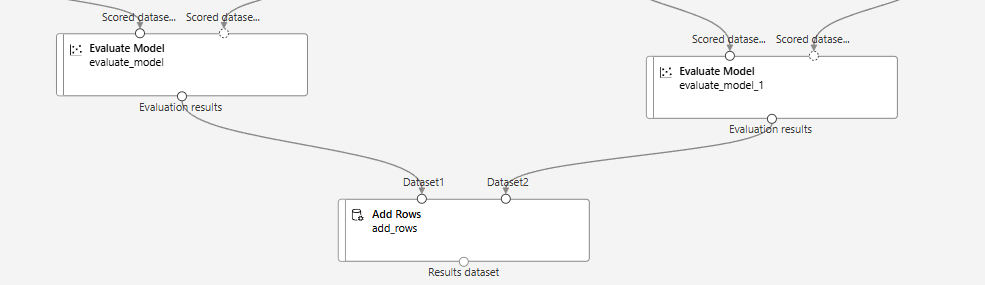 Scored datase...
Scored datase...
Evaluate Model
evaluate_model
Evaluation results
Scored datase...
Scored datase...
Evaluate Model
evaluate_model_1
Evaluation results
Dataset1
Dataset2
Add Rows
add_rows
Results dataset